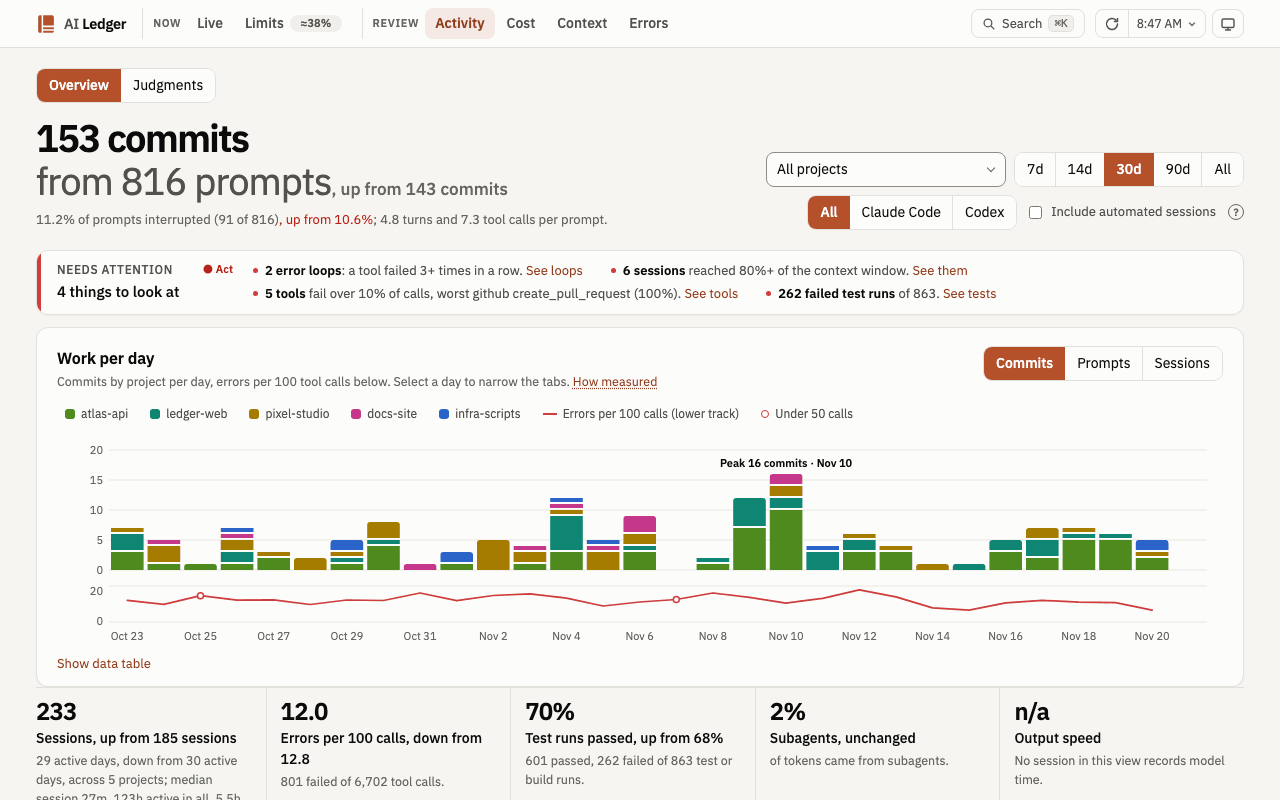 AI Ledger NOW Live Limits ≈38% REVIEW Activity Cost Context Errors Search ⌘K 8:47 AM
Overview Judgments
153 commits
from 816 prompts, up from 143 commits
11.2% of prompts interrupted (91 of 816), up from 10.6%; 4.8 turns and 7.3 tool calls per prompt.
All projects 7d 14d 30d 90d All
All Claude Code Codex Include automated sessions ?
NEEDS ATTENTION
4 things to look at
Act
2 error loops: a tool failed 3+ times in a row. See loops
6 sessions reached 80%+ of the context window. See them
5 tools fail over 10% of calls, worst github create_pull_request (100%). See tools
262 failed test runs of 863. See tests
Work per day
Commits by project per day, errors per 100 tool calls below. Select a day to narrow the tabs. How measured
Commits Prompts Sessions
atlas-api ledger-web pixel-studio docs-site infra-scripts Errors per 100 calls (lower track) Under 50 calls
20
Peak 16 commits · Nov 10
15
10
5
0
20
0
Oct 23 Oct 25 Oct 27 Oct 29 Oct 31 Nov 2 Nov 4 Nov 6 Nov 8 Nov 10 Nov 12 Nov 14 Nov 16 Nov 18 Nov 20
Show data table
233
Sessions, up from 185 sessions
29 active days, down from 30 active
days, across 5 projects; median
session 27m, 123h active in all, 5.5h
12.0
Errors per 100 calls, down from
12.8
801 failed of 6,702 tool calls.
70%
Test runs passed, up from 68%
601 passed, 262 failed of 863 test or
build runs.
2%
Subagents, unchanged
of tokens came from subagents.
n/a
Output speed
No session in this view records model
time.